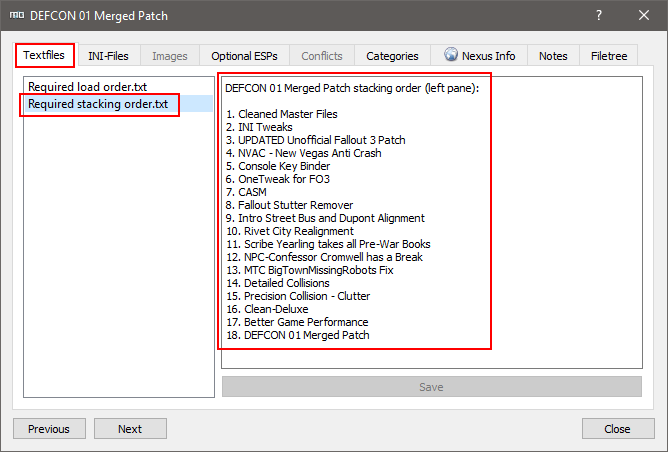 DEFCON 01 Merged Patch
Textfiles INI-Files Images Optional ESPs Conflicts Categories Nexus Info Notes Filetree
Required load order.txt
Required stacking order.txt
DEFCON 01 Merged Patch stacking order (left pane):
1. Cleaned Master Files
2. INI Tweaks
3. UPDATED Unofficial Fallout 3 Patch
4. NVAC - New Vegas Anti Crash
5. Console Key Binder
6. OneTweak for FO3
7. CASM
8. Fallout Stutter Remover
9. Intro Street Bus and Dupont Alignment
10. Rivet City Realignment
11. Scribe Yearling takes all Pre-War Books
12. NPC-Confessor Cromwell has a Break
13. MTC BigTownMissingRobots Fix
14. Detailed Collisions
15. Precision Collision - Clutter
16. Clean-Deluxe
17. Better Game Performance
18. DEFCON 01 Merged Patch
Save
Previous Next Close